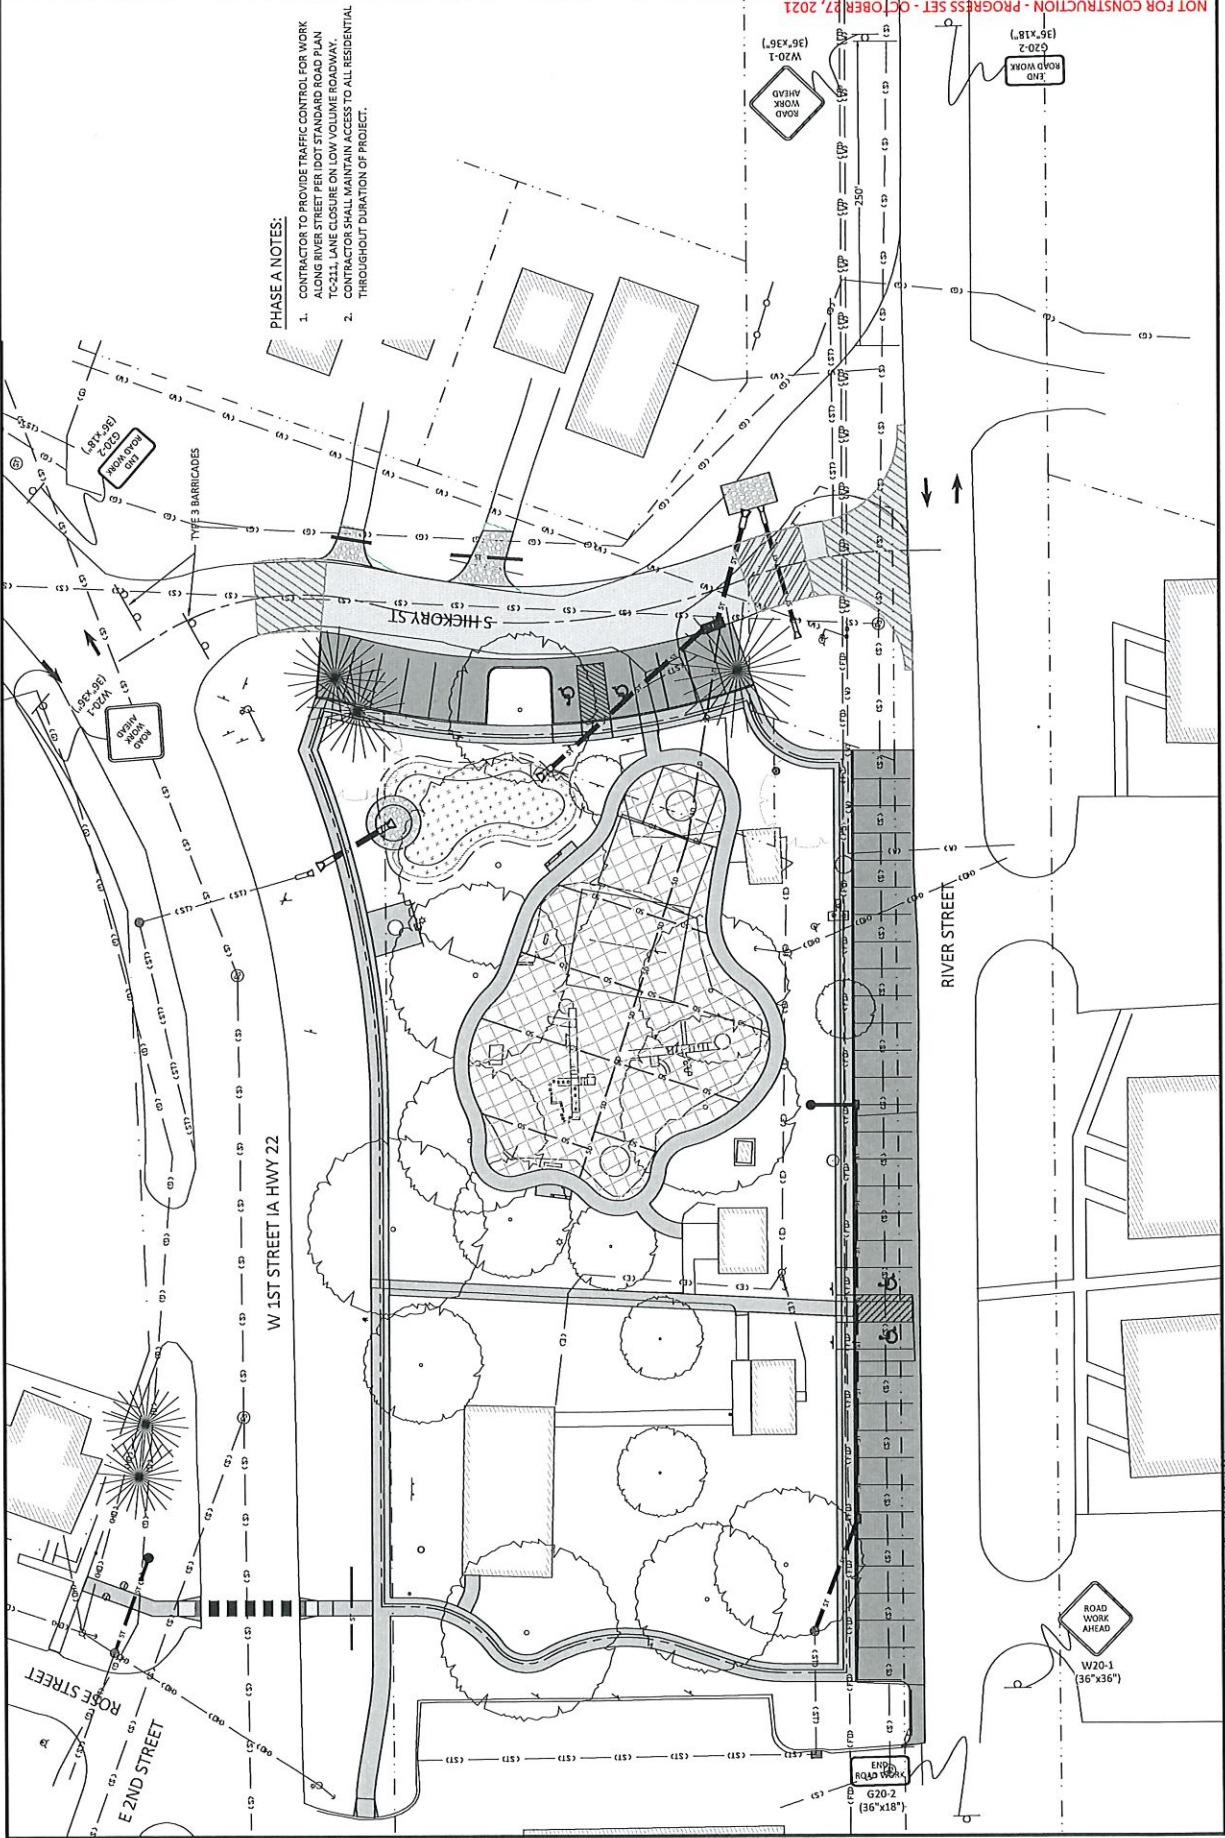 NOT FOR CONSTRUCTION - PROGRESS SET - OCTOBER 27, 2021
PHASE A NOTES:
1. CONTRACTOR TO PROVIDE TRAFFIC CONTROL FOR WORK
ALONG RIVER STREET PER IDOT STANDARD ROAD PLAN
TC-211, LANE CLOSURE ON LOW VOLUME ROADWAY.
2. CONTRACTOR SHALL MAINTAIN ACCESS TO ALL RESIDENTIAL
THROUGHOUT DURATION OF PROJECT.
ROAD
WORK
AHEAD
W20-1
(36"x36")
END
ROAD WORK
G20-2
(36"x18")
250'
END
ROAD WORK
G20-2
(36"x18")
TYPE 3 BARRICADES
ROAD
WORK
AHEAD
W20-1
(36"x36")
S HICKORY ST
W 1ST STREET IA HWY 22
RIVER STREET
ROSE STREET
E 2ND STREET
ROAD
WORK
AHEAD
W20-1
(36"x36")
END
ROAD WORK
G20-2
(36"x18")